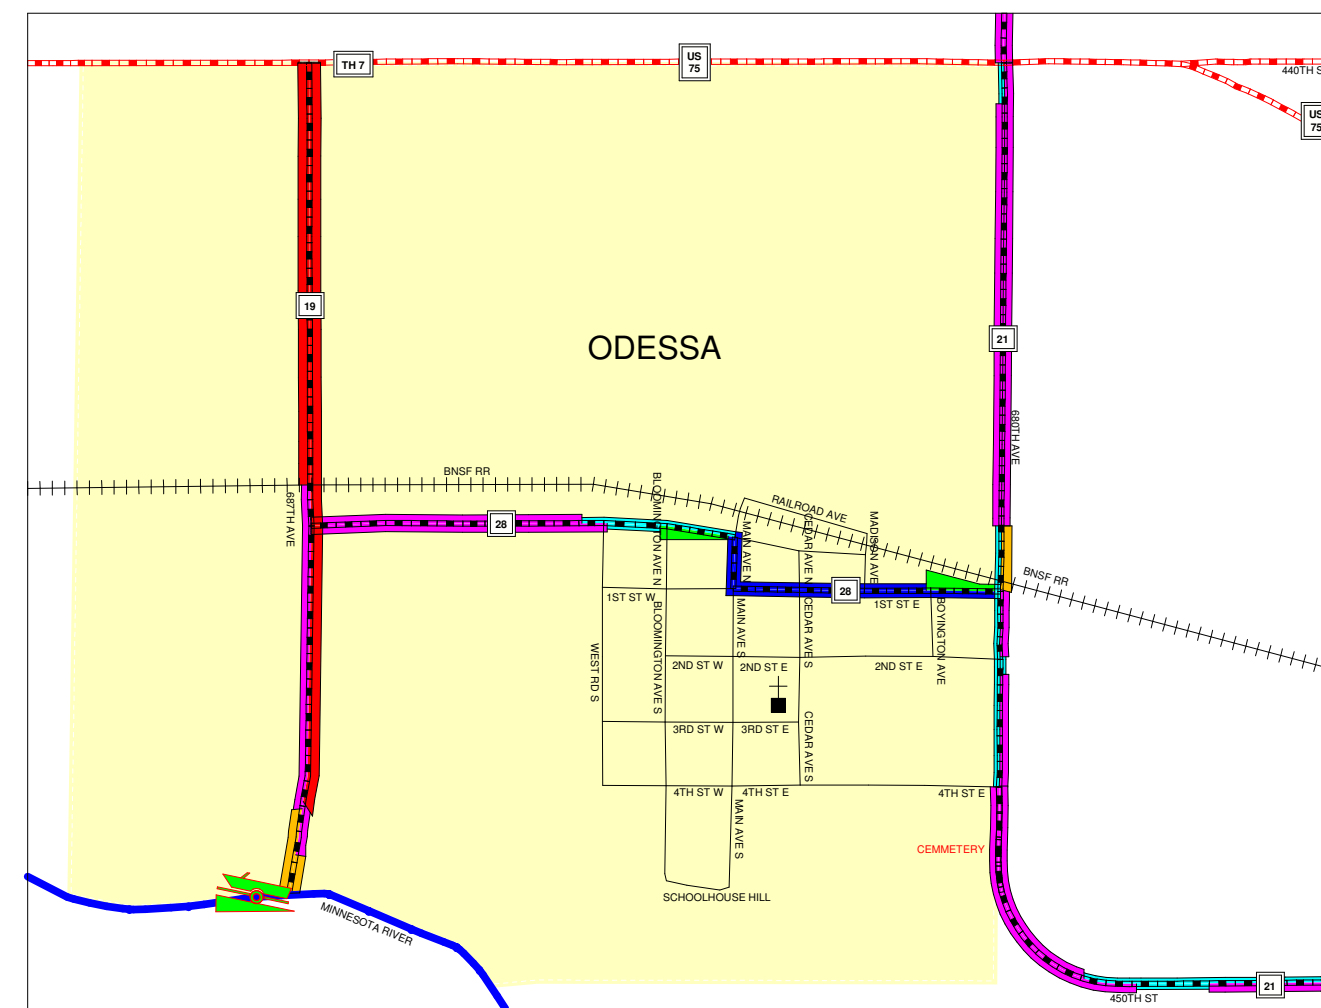 TH 7
US
75
440TH S
US
75
19
21
ODESSA
680TH AVE
BNSF RR
BLOOMINGTON AVE N
RAILROAD AVE
687TH AVE
28
MAIN AVE N
CEDAR AVE N
MADISON AVE
BNSF RR
28
1ST ST W
1ST ST E
BLOOMINGTON AVE S
MAIN AVE S
CEDAR AVE S
BOYINGTON AVE
WEST RD S
2ND ST W
2ND ST E
2ND ST E
3RD ST W
3RD ST E
CEDAR AVE S
4TH ST W
4TH ST E
4TH ST E
MAIN AVE S
CEMMETERY
SCHOOLHOUSE HILL
MINNESOTA RIVER
21
450TH ST